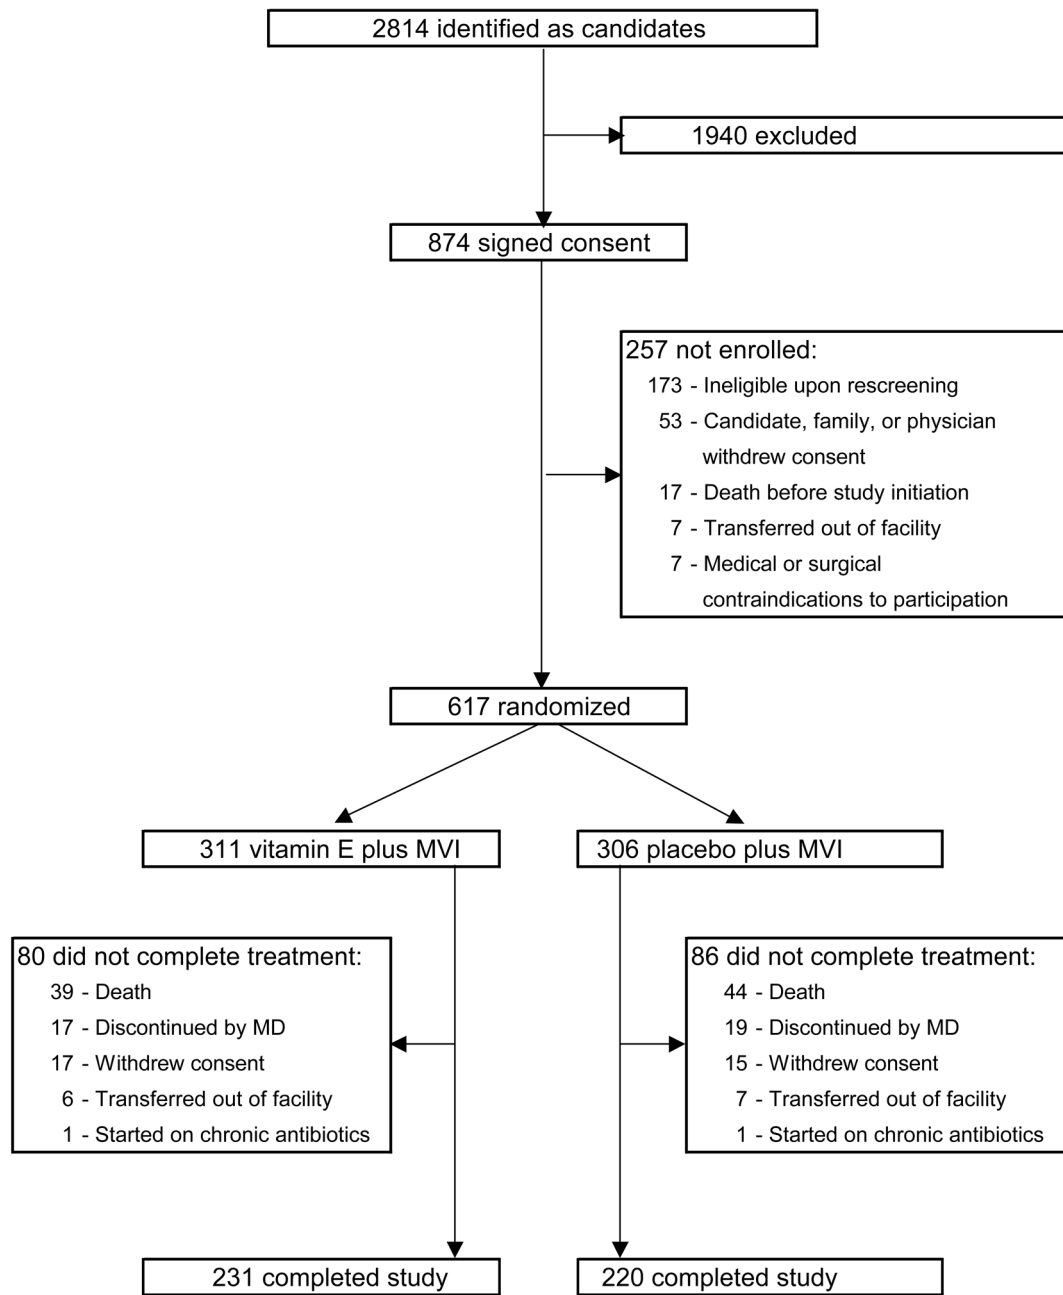 2814 identified as candidates
1940 excluded
874 signed consent
257 not enrolled:
173 - Ineligible upon rescreening
53 - Candidate, family, or physician
withdrew consent
17 - Death before study initiation
7 - Transferred out of facility
7 - Medical or surgical
contraindications to participation
617 randomized
311 vitamin E plus MVI
306 placebo plus MVI
80 did not complete treatment:
39 - Death
17 - Discontinued by MD
17 - Withdrew consent
6 - Transferred out of facility
1 - Started on chronic antibiotics
86 did not complete treatment:
44 - Death
19 - Discontinued by MD
15 - Withdrew consent
7 - Transferred out of facility
1 - Started on chronic antibiotics
231 completed study
220 completed study